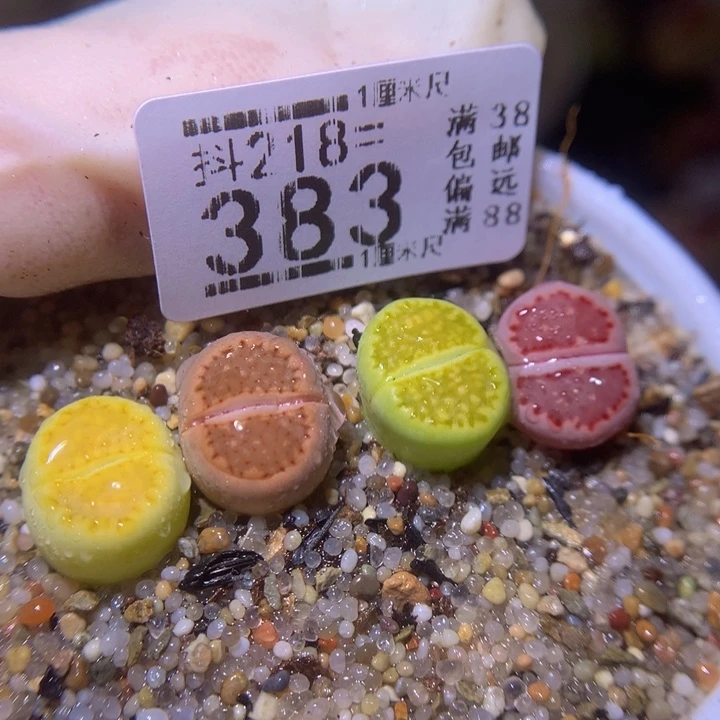 1厘米尺
抖218=
383
1厘米尺
满 38
包 邮
偏 远
满 88